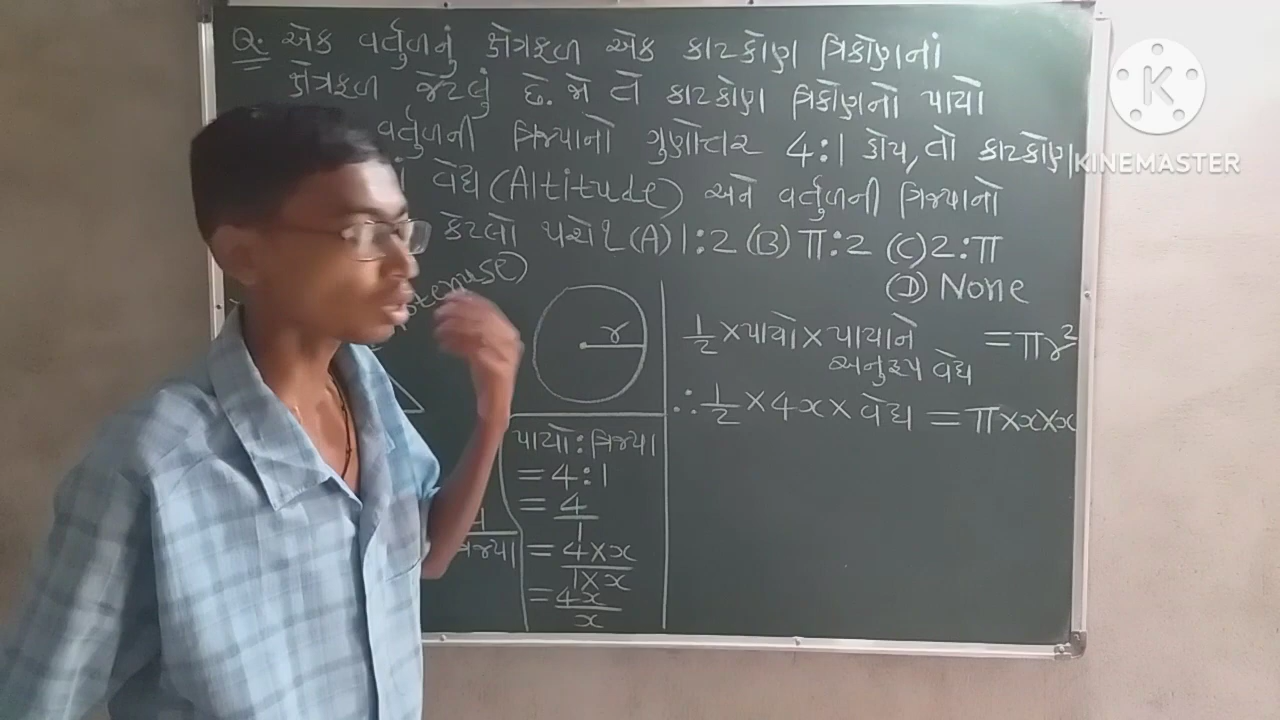 Q. એક વર્તુળનું ક્ષેત્રફળ એક કાટકોણ ત્રિકોણનાં
ક્ષેત્રફળ જેટલું છે. જો તે કાટકોણ ત્રિકોણનો પાયો
વર્તુળની ત્રિજ્યાનો ગુણોત્તર 4:1 હોય, તો કાટકોણ
વેધ (Altitude) અને વર્તુળની ત્રિજ્યાનો
કેટલો થશે? (A) 1:2 (B) π:2 (C) 2:π
(D) None
r
1/2 × પાયો × પાયાને = πr²
અનુરૂપ વેધ
∴ 1/2 × 4x × વેધ = π×x×x
પાયો : ત્રિજ્યા
= 4:1
= 4/1
= 4×x/1×x
= 4x/x
K
KINEMASTER